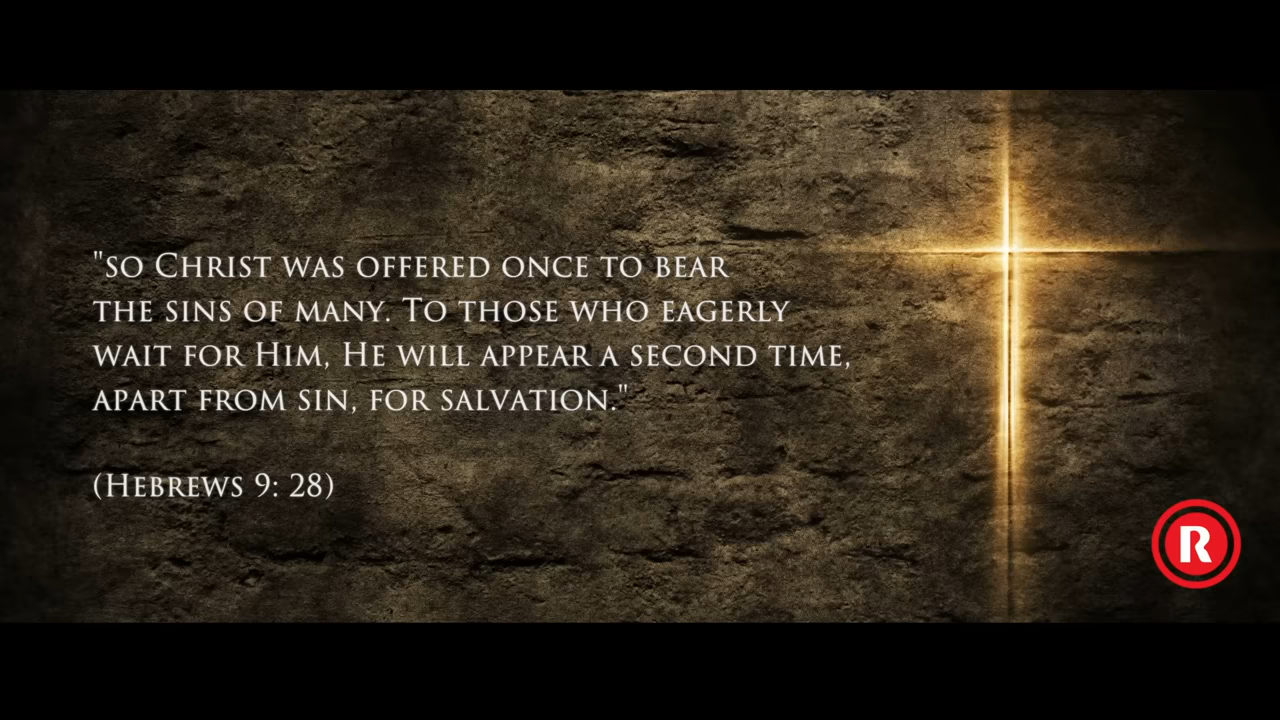 "so Christ was offered once to bear
the sins of many. To those who eagerly
wait for Him, He will appear a second time,
apart from sin, for salvation."
(Hebrews 9: 28)
R